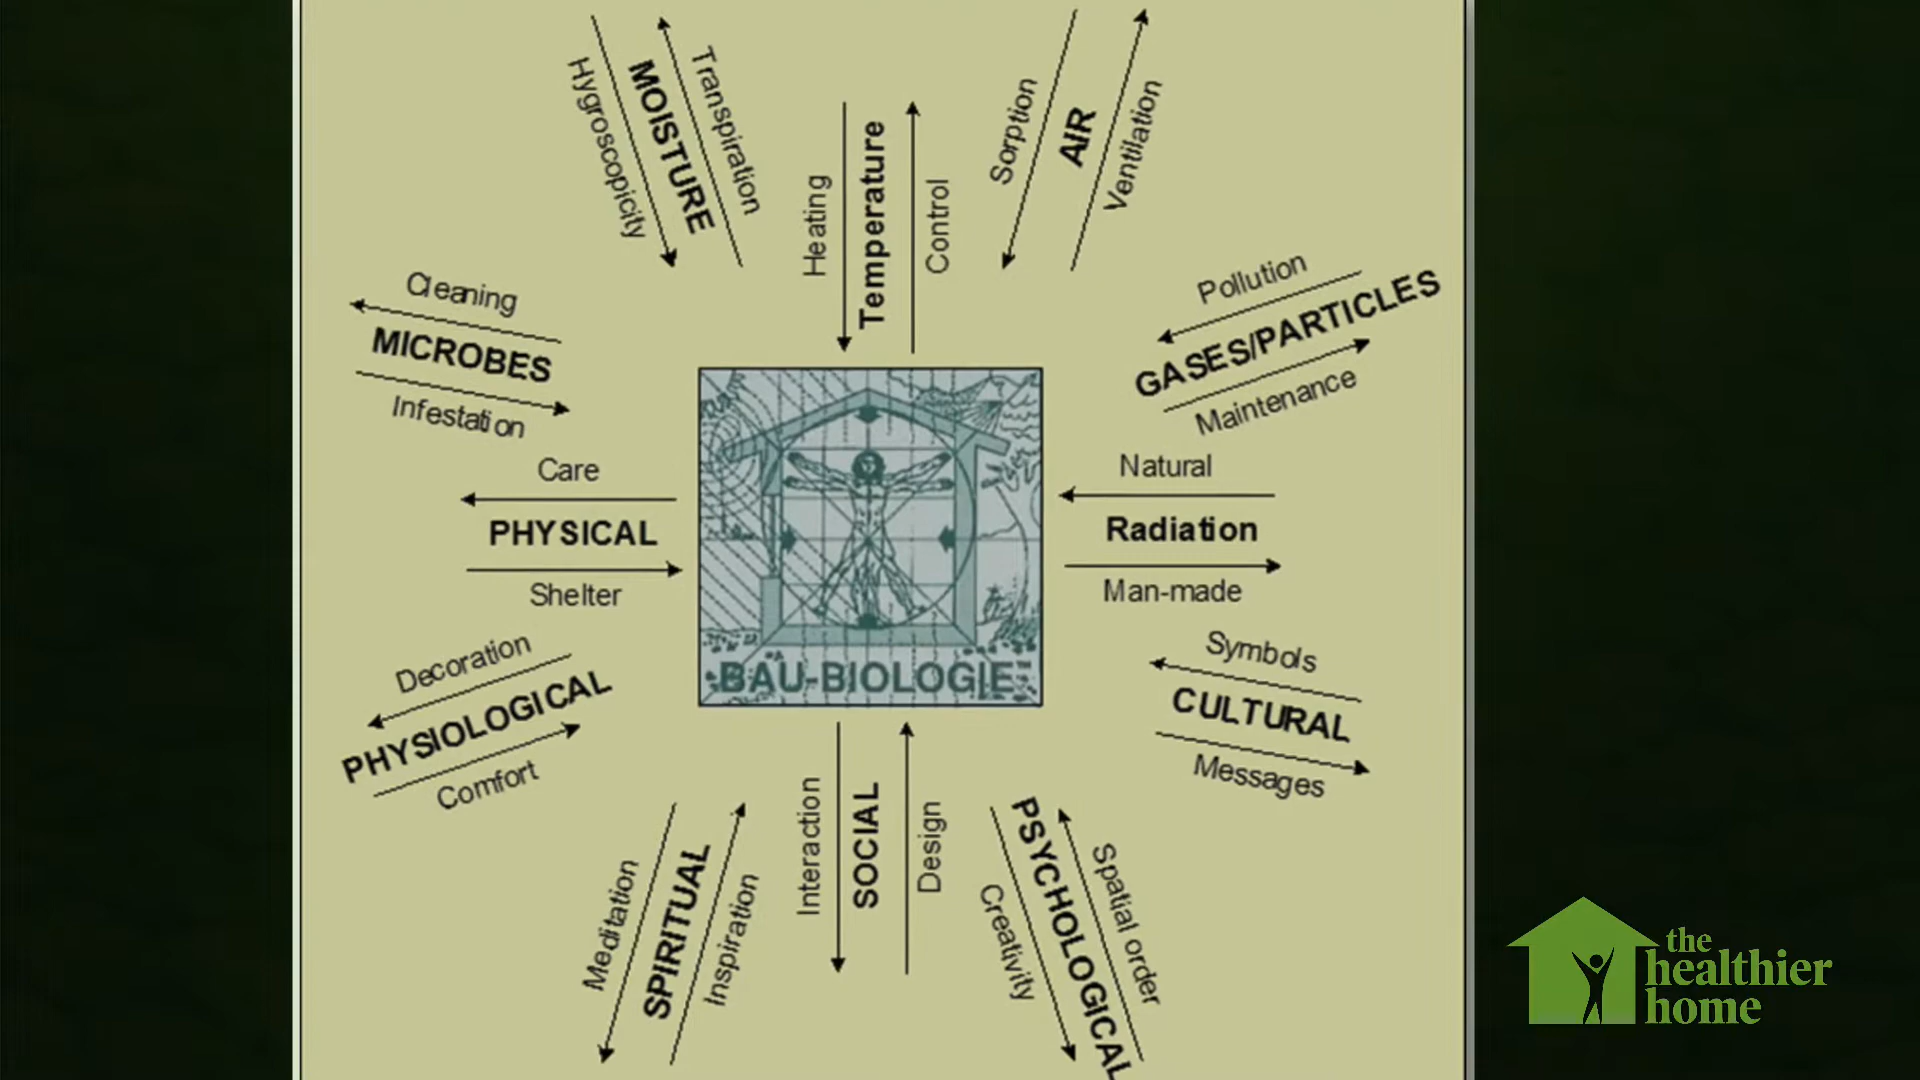 Hygroscopicity
MOISTURE
Transpiration
Heating
Temperature
Control
Sorption
AIR
Ventilation
Cleaning
MICROBES
Infestation
Pollution
GASES/PARTICLES
Maintenance
Care
PHYSICAL
Shelter
Natural
Radiation
Man-made
BAU-BIOLOGIE
Decoration
PHYSIOLOGICAL
Comfort
Symbols
CULTURAL
Messages
Meditation
SPIRITUAL
Inspiration
Interaction
SOCIAL
Design
Creativity
PSYCHOLOGICAL
Spatial order
the
healthier
home